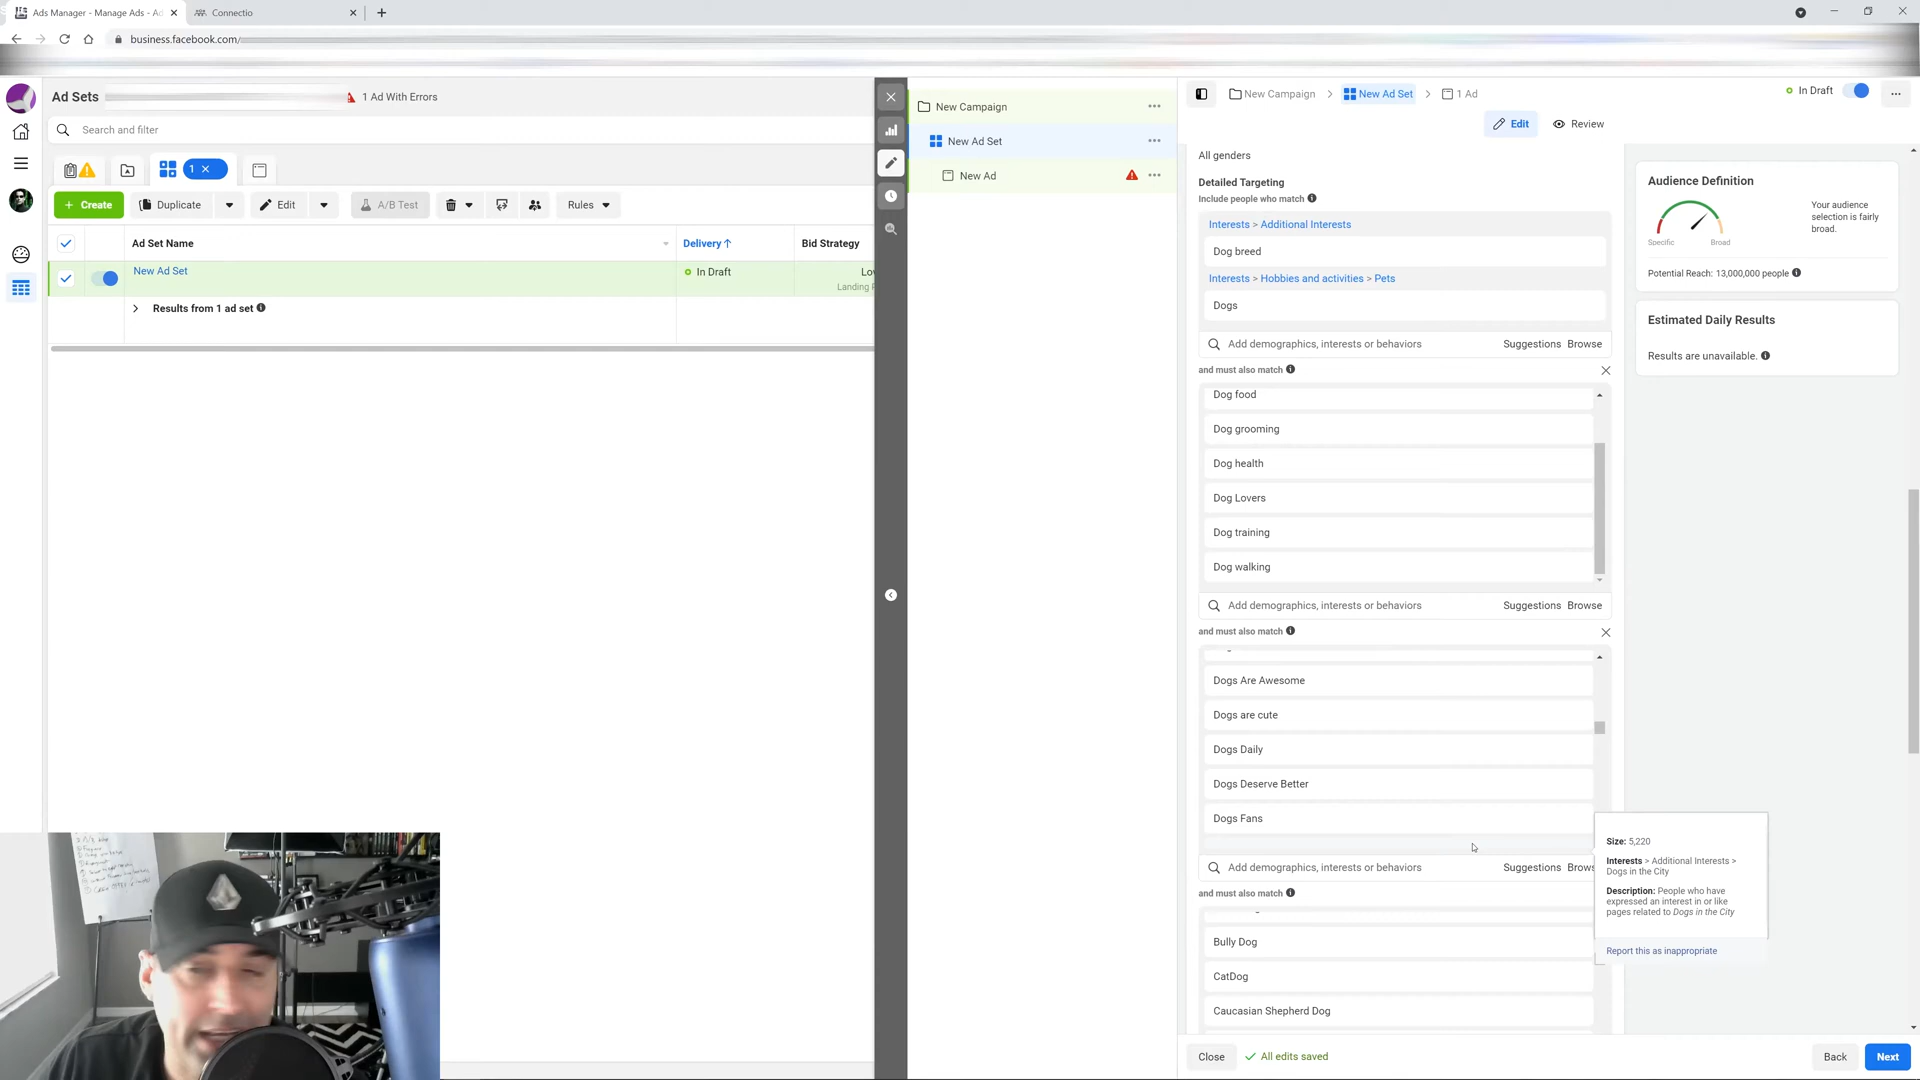 Ads Manager - Manage Ads - Ad
Connectio
business.facebook.com/
Ad Sets
1 Ad With Errors
Search and filter
1
Create
Duplicate
Edit
A/B Test
Rules
Ad Set Name
Delivery
Bid Strategy
New Ad Set
In Draft
Lo
Landing P
Results from 1 ad set
New Campaign
New Ad Set
New Ad
New Campaign
New Ad Set
1 Ad
In Draft
Edit
Review
All genders
Detailed Targeting
Include people who match
Interests > Additional Interests
Dog breed
Interests > Hobbies and activities > Pets
Dogs
Add demographics, interests or behaviors
Suggestions
Browse
and must also match
Dog food
Dog grooming
Dog health
Dog Lovers
Dog training
Dog walking
Add demographics, interests or behaviors
Suggestions
Browse
and must also match
Dogs Are Awesome
Dogs are cute
Dogs Daily
Dogs Deserve Better
Dogs Fans
Add demographics, interests or behaviors
Suggestions
Brows
and must also match
Bully Dog
CatDog
Caucasian Shepherd Dog
Close
All edits saved
Back
Next
Audience Definition
Specific
Broad
Your audience
selection is fairly
broad.
Potential Reach: 13,000,000 people
Estimated Daily Results
Results are unavailable.
Size: 5,220
Interests > Additional Interests >
Dogs in the City
Description: People who have
expressed an interest in or like
pages related to Dogs in the City
Report this as inappropriate